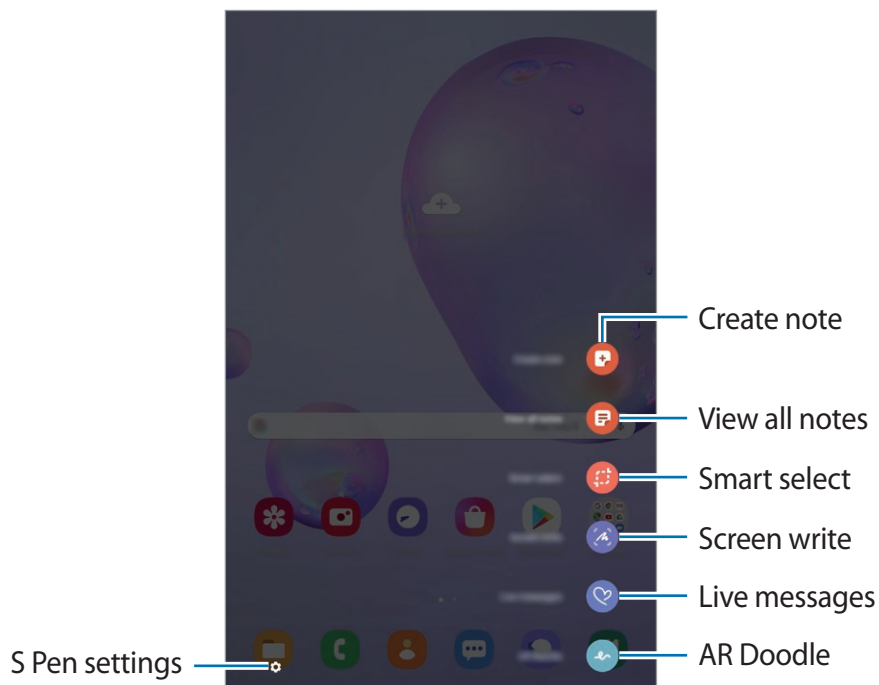 Create note
View all notes
Smart select
Screen write
Live messages
AR Doodle
S Pen settings